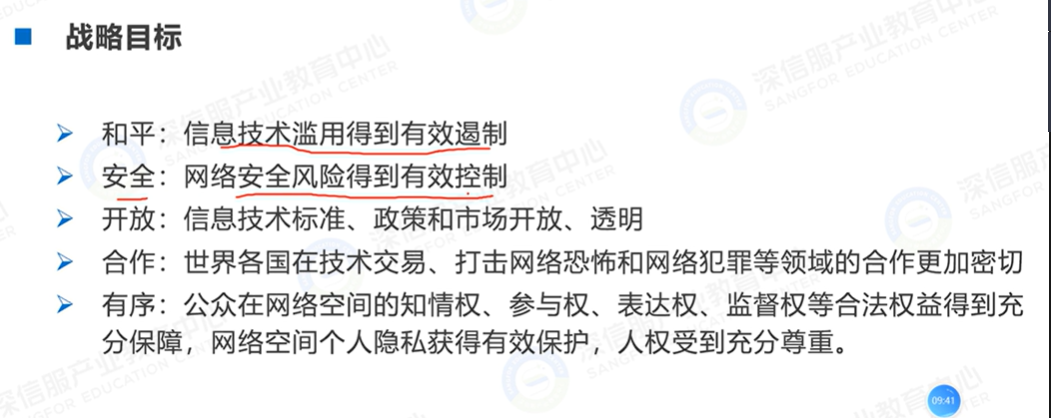 战略目标
和平：信息技术滥用得到有效遏制
安全：网络安全风险得到有效控制
开放：信息技术标准、政策和市场开放、透明
合作：世界各国在技术交易、打击网络恐怖和网络犯罪等领域的合作更加密切
有序：公众在网络空间的知情权、参与权、表达权、监督权等合法权益得到充
分保障，网络空间个人隐私获得有效保护，人权受到充分尊重。
深信服产业教育中心
SANGFOR EDUCATION CENTER
09:41